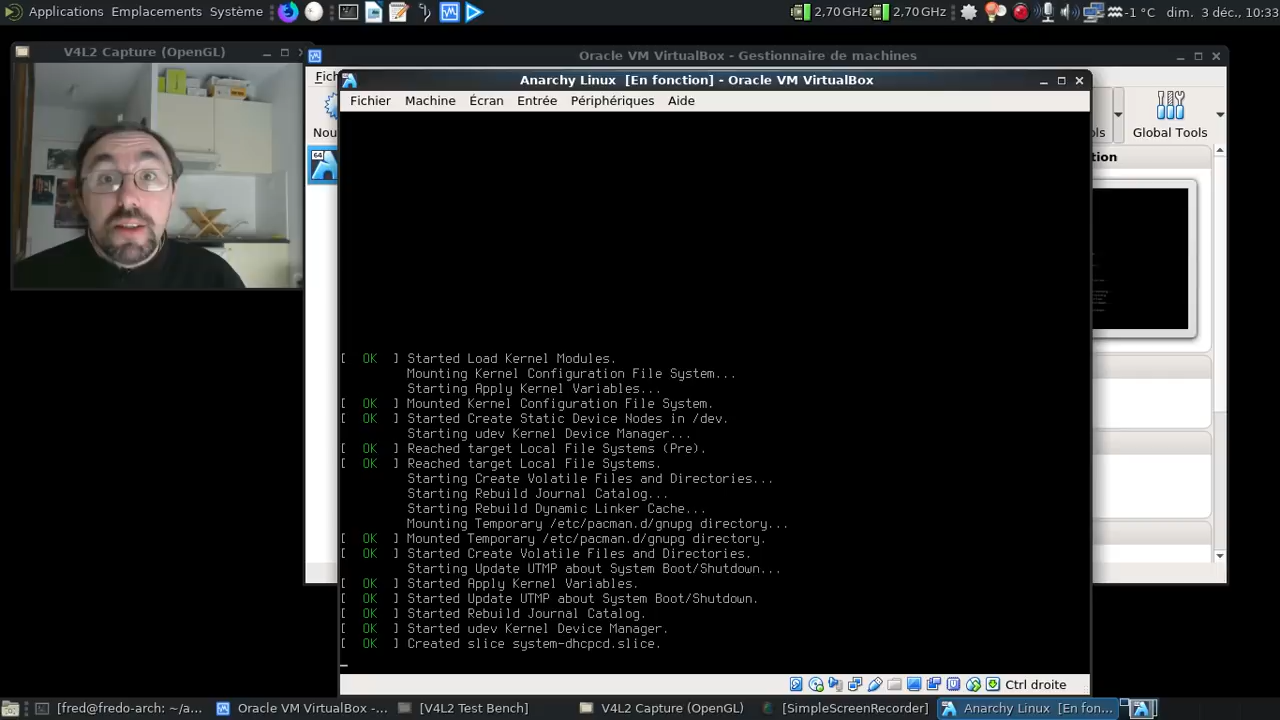 Applications Emplacements Système 2,70 GHz 2,70 GHz -1 °C dim. 3 déc., 10:33
V4L2 Capture (OpenGL)
Oracle VM VirtualBox - Gestionnaire de machines
Fich
Anarchy Linux [En fonction] - Oracle VM VirtualBox
Fichier Machine Écran Entrée Périphériques Aide
Nou
ols
Global Tools
64
tion
[ OK ] Started Load Kernel Modules.
Mounting Kernel Configuration File System...
Starting Apply Kernel Variables...
[ OK ] Mounted Kernel Configuration File System.
[ OK ] Started Create Static Device Nodes in /dev.
Starting udev Kernel Device Manager...
[ OK ] Reached target Local File Systems (Pre).
[ OK ] Reached target Local File Systems.
Starting Create Volatile Files and Directories...
Starting Rebuild Journal Catalog...
Starting Rebuild Dynamic Linker Cache...
Mounting Temporary /etc/pacman.d/gnupg directory...
[ OK ] Mounted Temporary /etc/pacman.d/gnupg directory.
[ OK ] Started Create Volatile Files and Directories.
Starting Update UTMP about System Boot/Shutdown...
[ OK ] Started Apply Kernel Variables.
[ OK ] Started Update UTMP about System Boot/Shutdown.
[ OK ] Started Rebuild Journal Catalog.
[ OK ] Started udev Kernel Device Manager.
[ OK ] Created slice system-dhcpcd.slice.
Ctrl droite
[fred@fredo-arch: ~/a... Oracle VM VirtualBox -... [V4L2 Test Bench] V4L2 Capture (OpenGL) [SimpleScreenRecorder] Anarchy Linux [En fon...